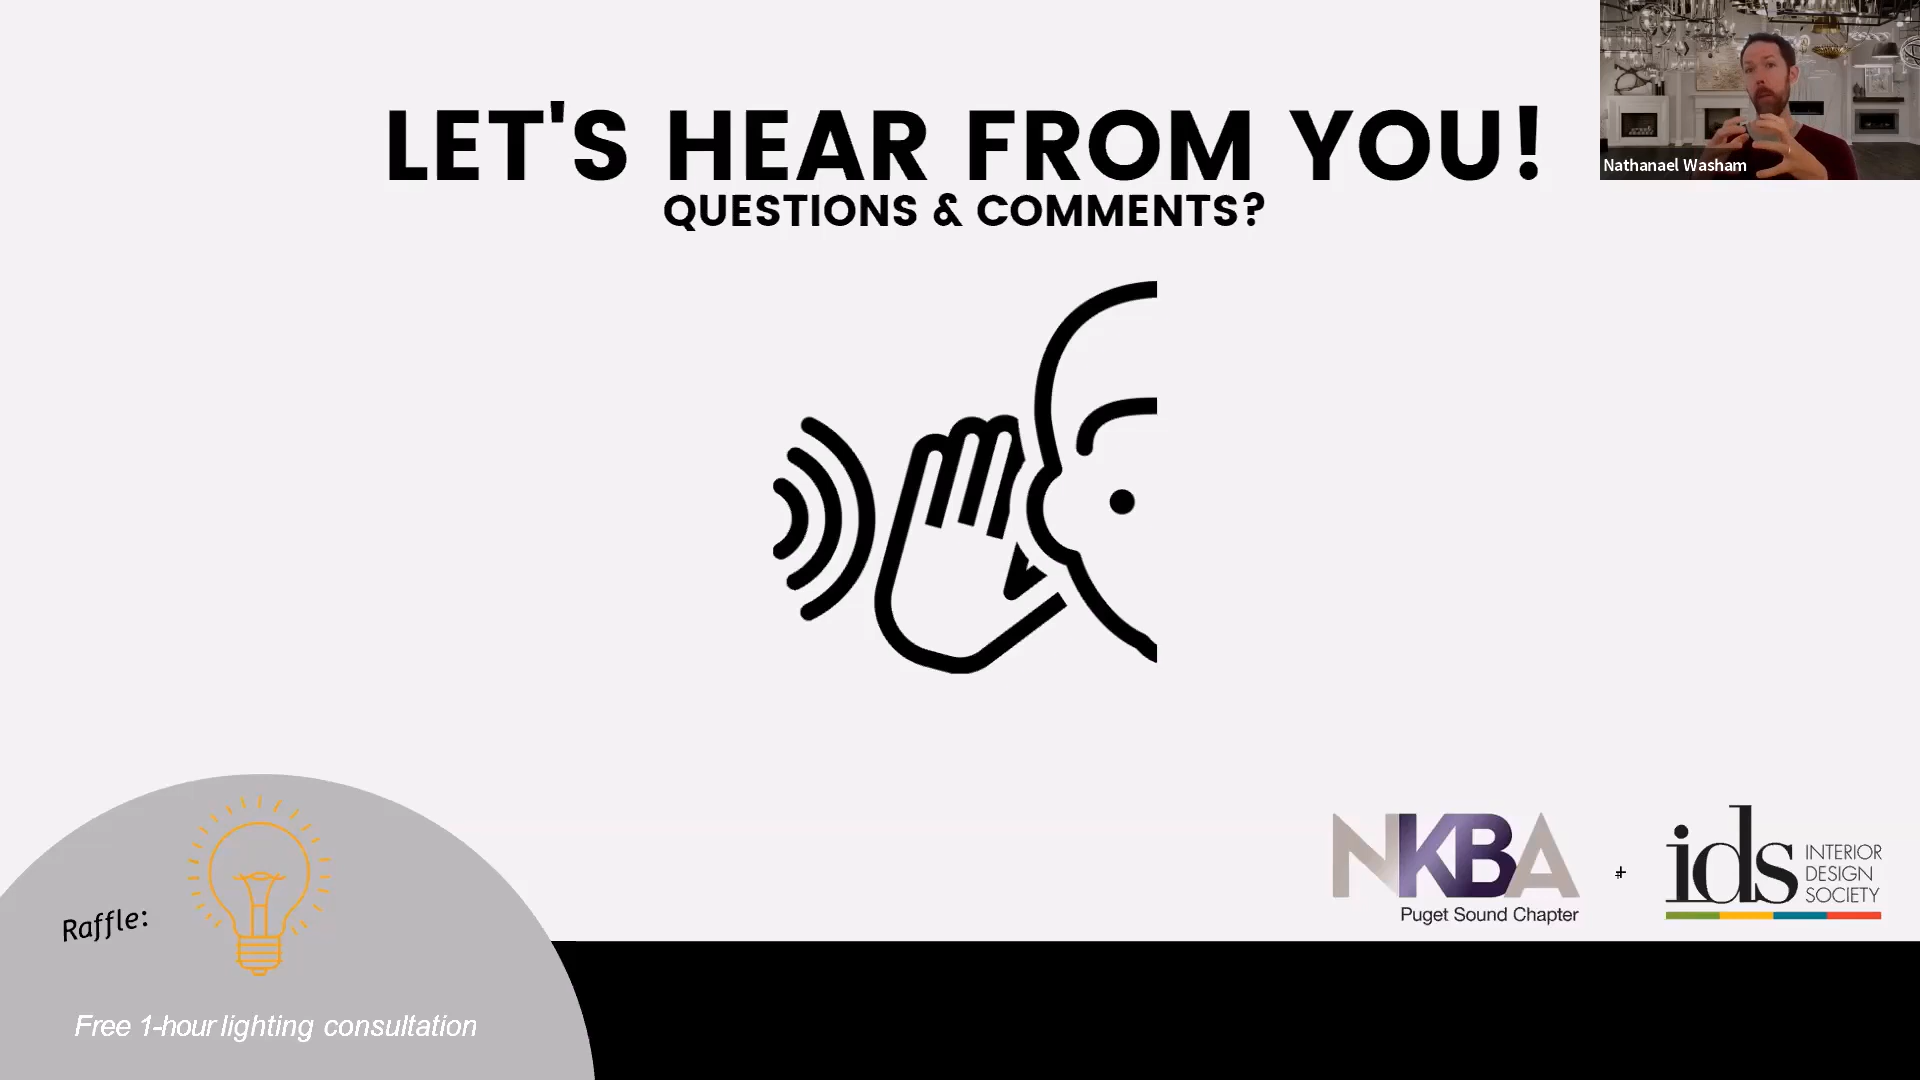 LET'S HEAR FROM YOU!
QUESTIONS & COMMENTS?
Nathanael Washam
NKBA
Puget Sound Chapter
+
ids
INTERIOR
DESIGN
SOCIETY
Raffle:
Free 1-hour lighting consultation